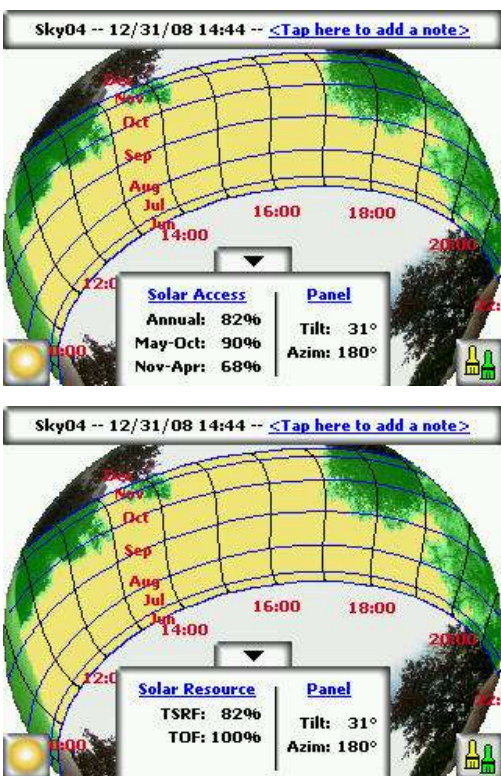 Sky04 -- 12/31/08 14:44 -- <Tap here to add a note>
Dec
Nov
Oct
Sep
Aug
Jul
Jun
14:00
16:00
18:00
20:00
Solar Access
Annual: 82%
May-Oct: 90%
Nov-Apr: 68%
Panel
Tilt: 31°
Azim: 180°
Sky04 -- 12/31/08 14:44 -- <Tap here to add a note>
Dec
Nov
Oct
Sep
Aug
Jul
Jun
14:00
16:00
18:00
20:00
Solar Resource
TSRF: 82%
TOF: 100%
Panel
Tilt: 31°
Azim: 180°